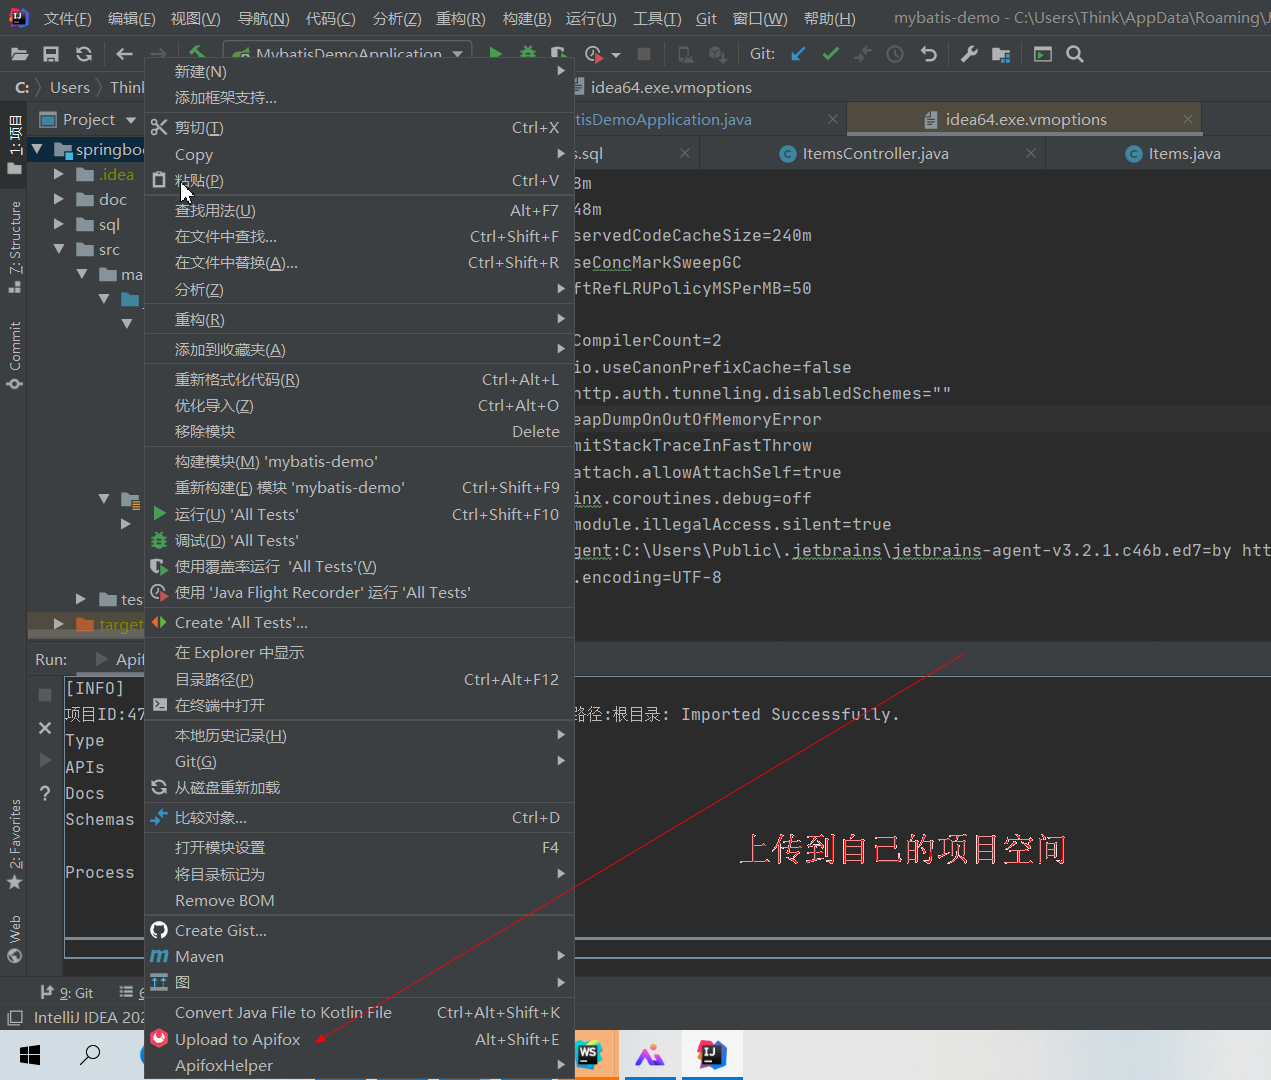 文件(F) 编辑(E) 视图(V) 导航(N) 代码(C) 分析(Z) 重构(R) 构建(B) 运行(U) 工具(T) Git 窗口(W) 帮助(H) mybatis-demo - C:\Users\Think\AppData\Roaming\J
MybatisDemoApplication Git:
C: Users Thin idea64.exe.vmoptions
Project tisDemoApplication.java idea64.exe.vmoptions
s.sql ItemsController.java Items.java
1: 项目
7: Structure
Commit
2: Favorites
Web
springbo
.idea
doc
sql
src
ma
tes
target
新建(N)
添加框架支持...
剪切(T) Ctrl+X
Copy
粘贴(P) Ctrl+V
查找用法(U) Alt+F7
在文件中查找... Ctrl+Shift+F
在文件中替换(A)... Ctrl+Shift+R
分析(Z)
重构(R)
添加到收藏夹(A)
重新格式化代码(R) Ctrl+Alt+L
优化导入(Z) Ctrl+Alt+O
移除模块 Delete
构建模块(M) 'mybatis-demo'
重新构建(E) 模块 'mybatis-demo' Ctrl+Shift+F9
运行(U) 'All Tests' Ctrl+Shift+F10
调试(D) 'All Tests'
使用覆盖率运行 'All Tests'(V)
使用 'Java Flight Recorder' 运行 'All Tests'
Create 'All Tests'...
在 Explorer 中显示
目录路径(P) Ctrl+Alt+F12
在终端中打开
本地历史记录(H)
Git(G)
从磁盘重新加载
比较对象... Ctrl+D
打开模块设置 F4
将目录标记为
Remove BOM
Create Gist...
Maven
图
Convert Java File to Kotlin File Ctrl+Alt+Shift+K
Upload to Apifox Alt+Shift+E
ApifoxHelper
8m
48m
servedCodeCacheSize=240m
seConcMarkSweepGC
ftRefLRUPolicyMSPerMB=50
CompilerCount=2
io.useCanonPrefixCache=false
http.auth.tunneling.disabledSchemes=""
eapDumpOnOutOfMemoryError
mitStackTraceInFastThrow
attach.allowAttachSelf=true
inx.coroutines.debug=off
module.illegalAccess.silent=true
gent:C:\Users\Public\.jetbrains\jetbrains-agent-v3.2.1.c46b.ed7=by htt
.encoding=UTF-8
Run: Apif
[INFO]
项目ID:47 路径:根目录: Imported Successfully.
Type
APIs
Docs
Schemas
Process
上传到自己的项目空间
9: Git 6
IntelliJ IDEA 202
WS
IJ